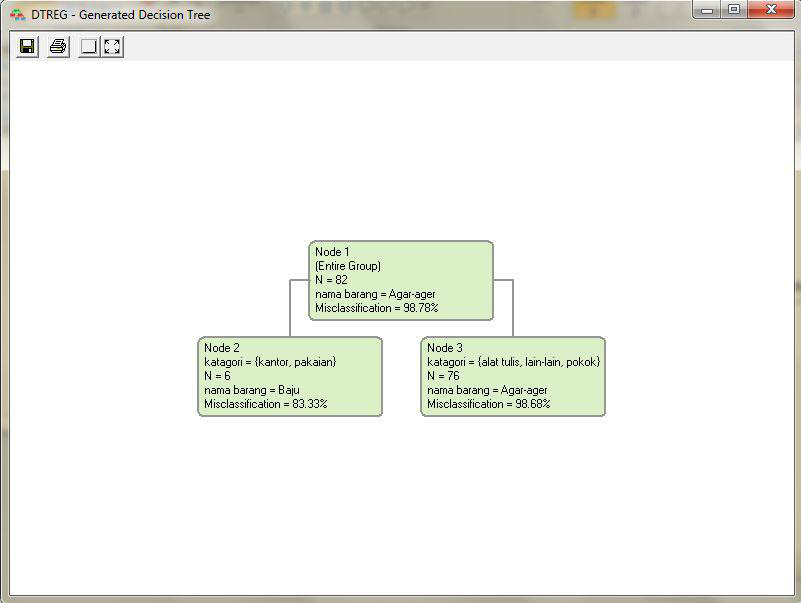 DTREG - Generated Decision Tree
Node 1
(Entire Group)
N = 82
nama barang = Agar-ager
Misclassification = 98.78%
Node 2
katagori = {kantor, pakaian}
N = 6
nama barang = Baju
Misclassification = 83.33%
Node 3
katagori = {alat tulis, lain-lain, pokok}
N = 76
nama barang = Agar-ager
Misclassification = 98.68%